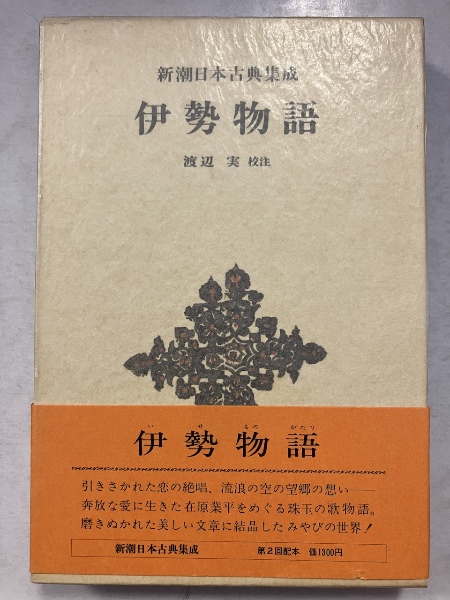 新潮日本古典集成
伊勢物語
渡辺 実 校注
いせものがたり
伊勢物語
引きさかれた恋の絶唱、流浪の空の望郷の想い――
奔放な愛に生きた在原業平をめぐる珠玉の歌物語。
磨きぬかれた美しい文章に結晶したみやびの世界!
新潮日本古典集成 第2回配本 価1300円